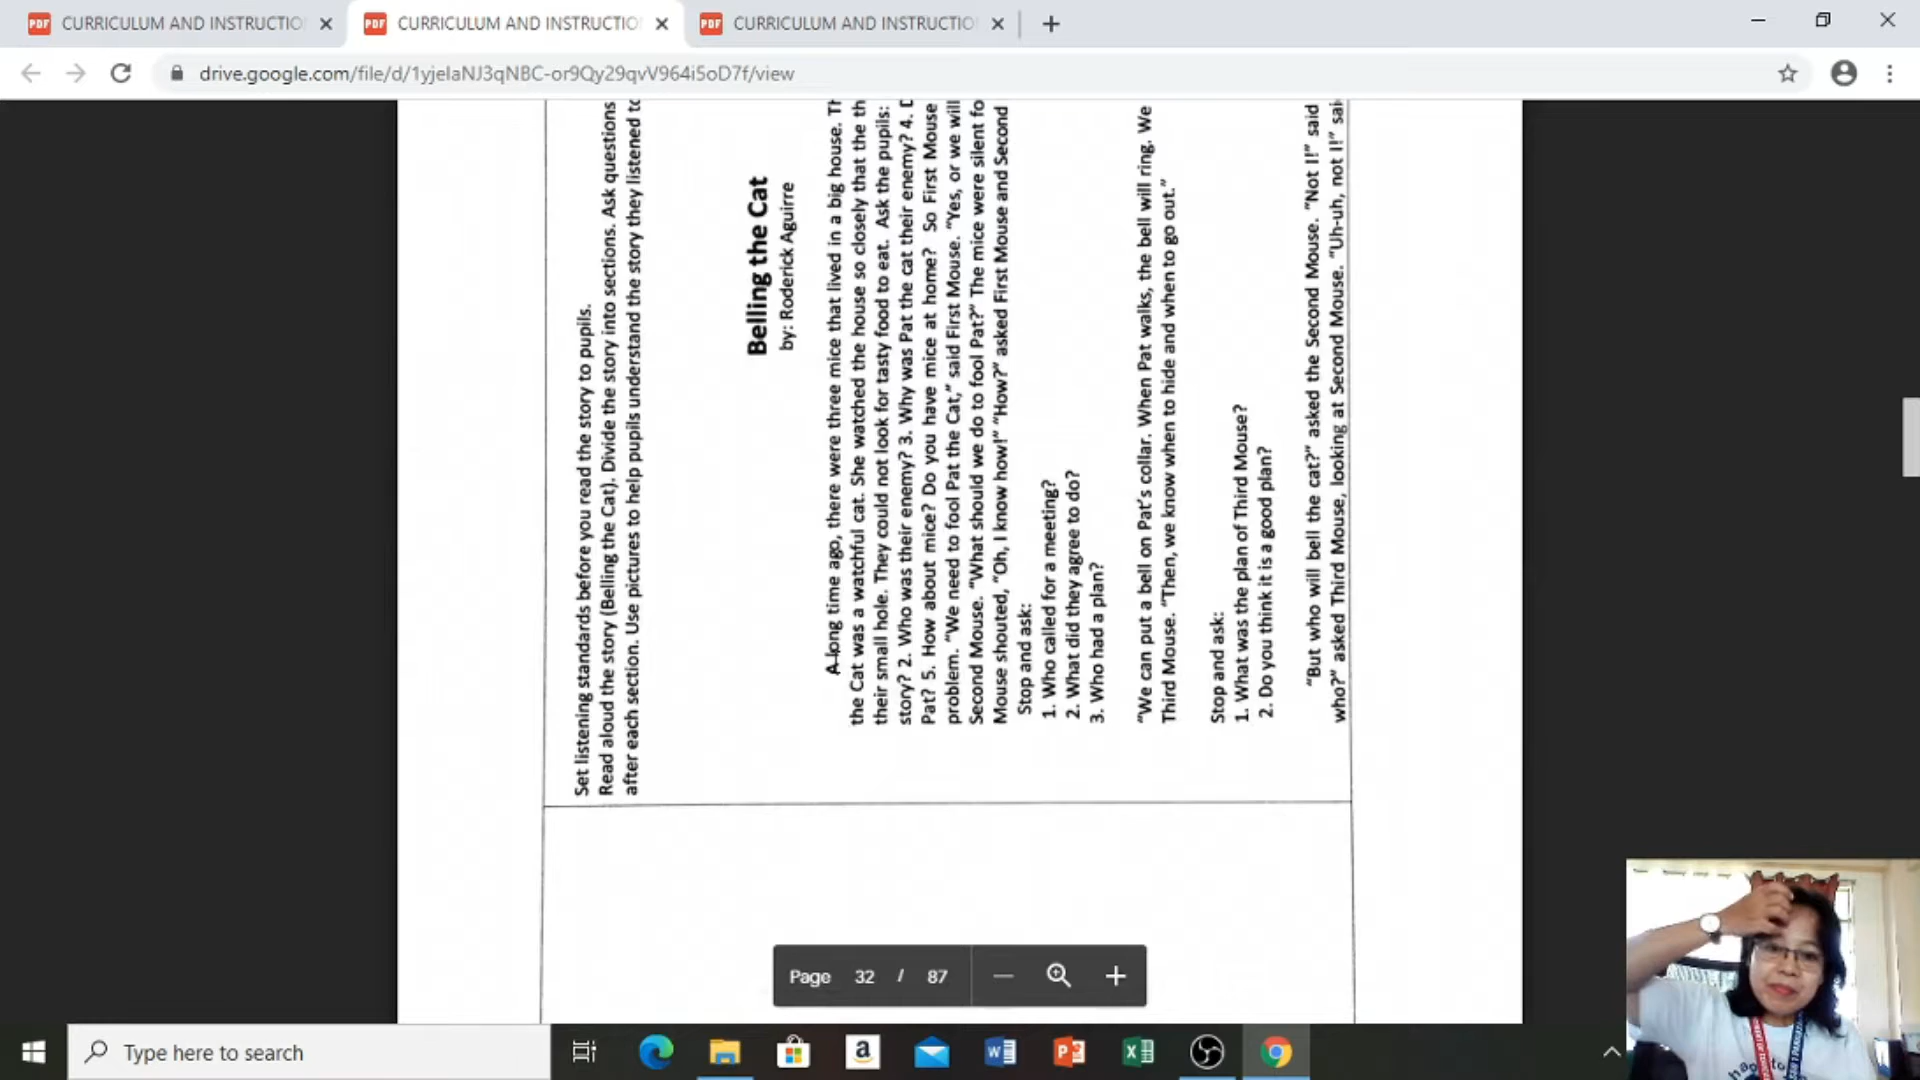 CURRICULUM AND INSTRUCTIO
CURRICULUM AND INSTRUCTIO
CURRICULUM AND INSTRUCTIO
drive.google.com/file/d/1yjelaNJ3qNBC-or9Qy29qvV964i5oD7f/view
Set listening standards before you read the story to pupils.
Read aloud the story (Belling the Cat). Divide the story into sections. Ask questions
after each section. Use pictures to help pupils understand the story they listened to
Belling the Cat
by: Roderick Aguirre
A long time ago, there were three mice that lived in a big house. Th
the Cat was a watchful cat. She watched the house so closely that the th
their small hole. They could not look for tasty food to eat. Ask the pupils:
story? 2. Who was their enemy? 3. Why was Pat the cat their enemy? 4. D
Pat? 5. How about mice? Do you have mice at home? So First Mouse
problem. "We need to fool Pat the Cat," said First Mouse. "Yes, or we will
Second Mouse. "What should we do to fool Pat?" The mice were silent fo
Mouse shouted, "Oh, I know how!" "How?" asked First Mouse and Second
Stop and ask:
1. Who called for a meeting?
2. What did they agree to do?
3. Who had a plan?
"We can put a bell on Pat's collar. When Pat walks, the bell will ring. We
Third Mouse. "Then, we know when to hide and when to go out."
Stop and ask:
1. What was the plan of Third Mouse?
2. Do you think it is a good plan?
"But who will bell the cat?" asked the Second Mouse. "Not I!" said
who?" asked Third Mouse, looking at Second Mouse. "Uh-uh, not I!" sai
Page 32 / 87
Type here to search